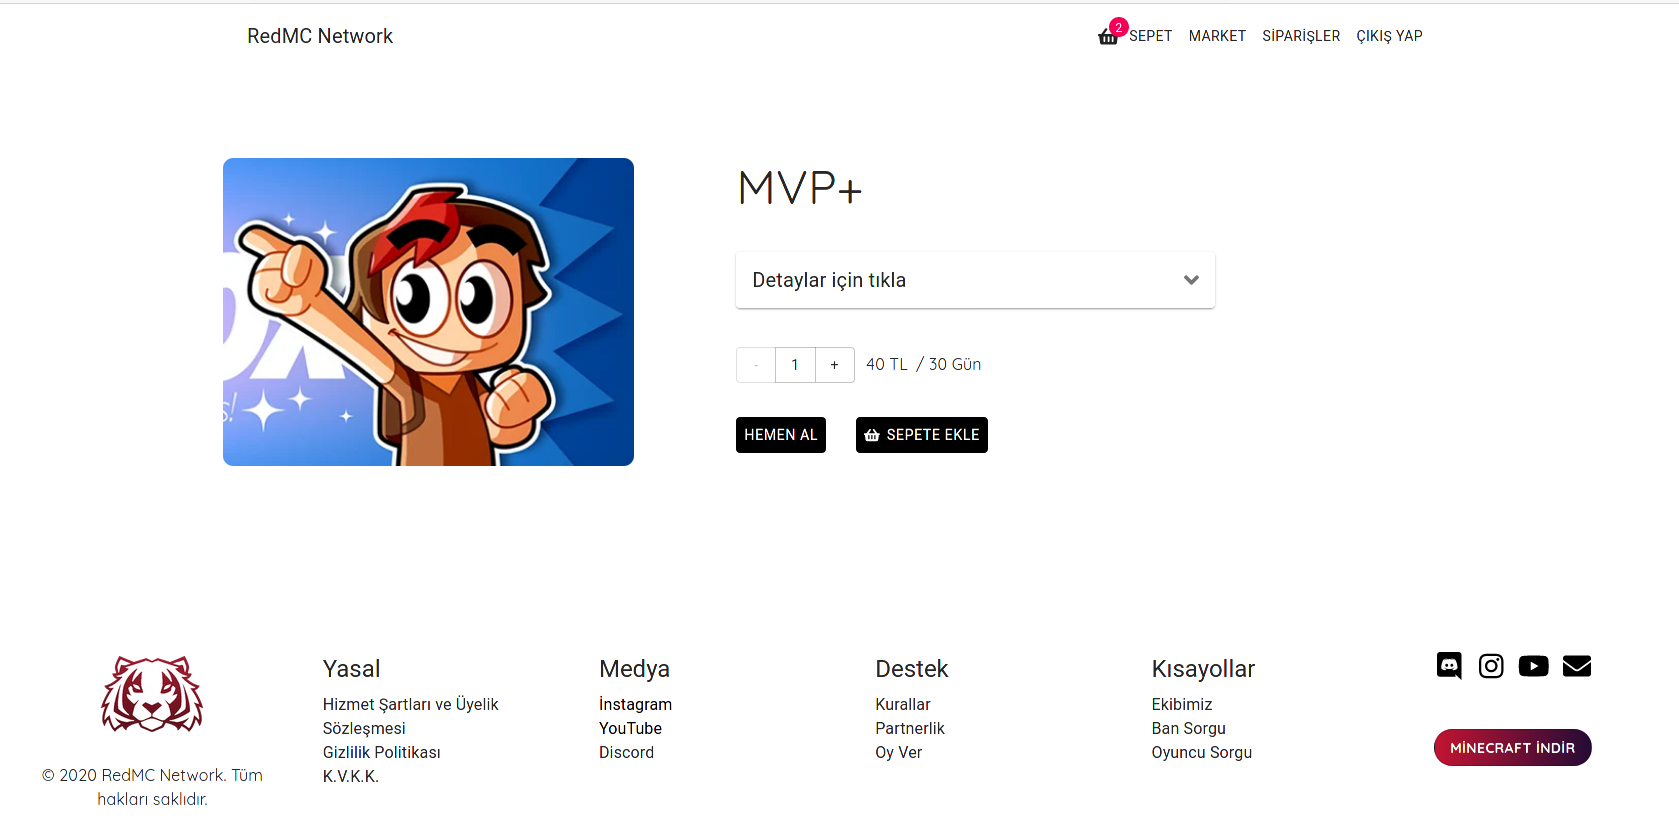 RedMC Network
2
SEPET MARKET SİPARİŞLER ÇIKIŞ YAP
MVP+
Detaylar için tıkla
- 1 + 40 TL / 30 Gün
HEMEN AL SEPETE EKLE
© 2020 RedMC Network. Tüm
hakları saklıdır.
Yasal
Hizmet Şartları ve Üyelik
Sözleşmesi
Gizlilik Politikası
K.V.K.K.
Medya
İnstagram
YouTube
Discord
Destek
Kurallar
Partnerlik
Oy Ver
Kısayollar
Ekibimiz
Ban Sorgu
Oyuncu Sorgu
MİNECRAFT İNDİR